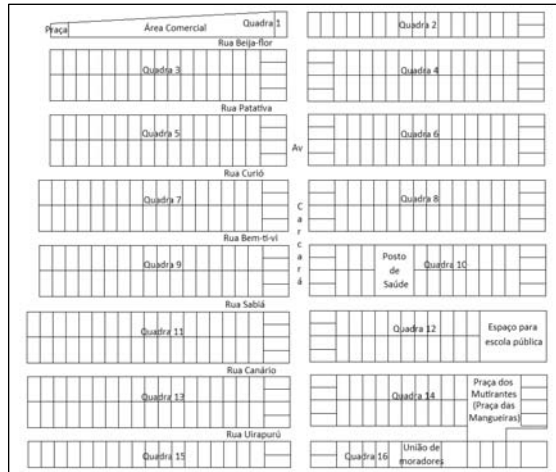 Praça
Área Comercial
Quadra 1
Quadra 2
Rua Beija-flor
Quadra 3
Quadra 4
Rua Patativa
Quadra 5
Quadra 6
Av
Rua Curió
Quadra 7
Quadra 8
Carcará
Rua Bem-ti-vi
Quadra 9
Posto
de
Saúde
Quadra 10
Rua Sabiá
Quadra 11
Quadra 12
Espaço para
escola pública
Rua Canário
Quadra 13
Quadra 14
Praça dos
Mutirantes
(Praça das
Mangueiras)
Rua Uirapurú
Quadra 15
Quadra 16
União de
moradores